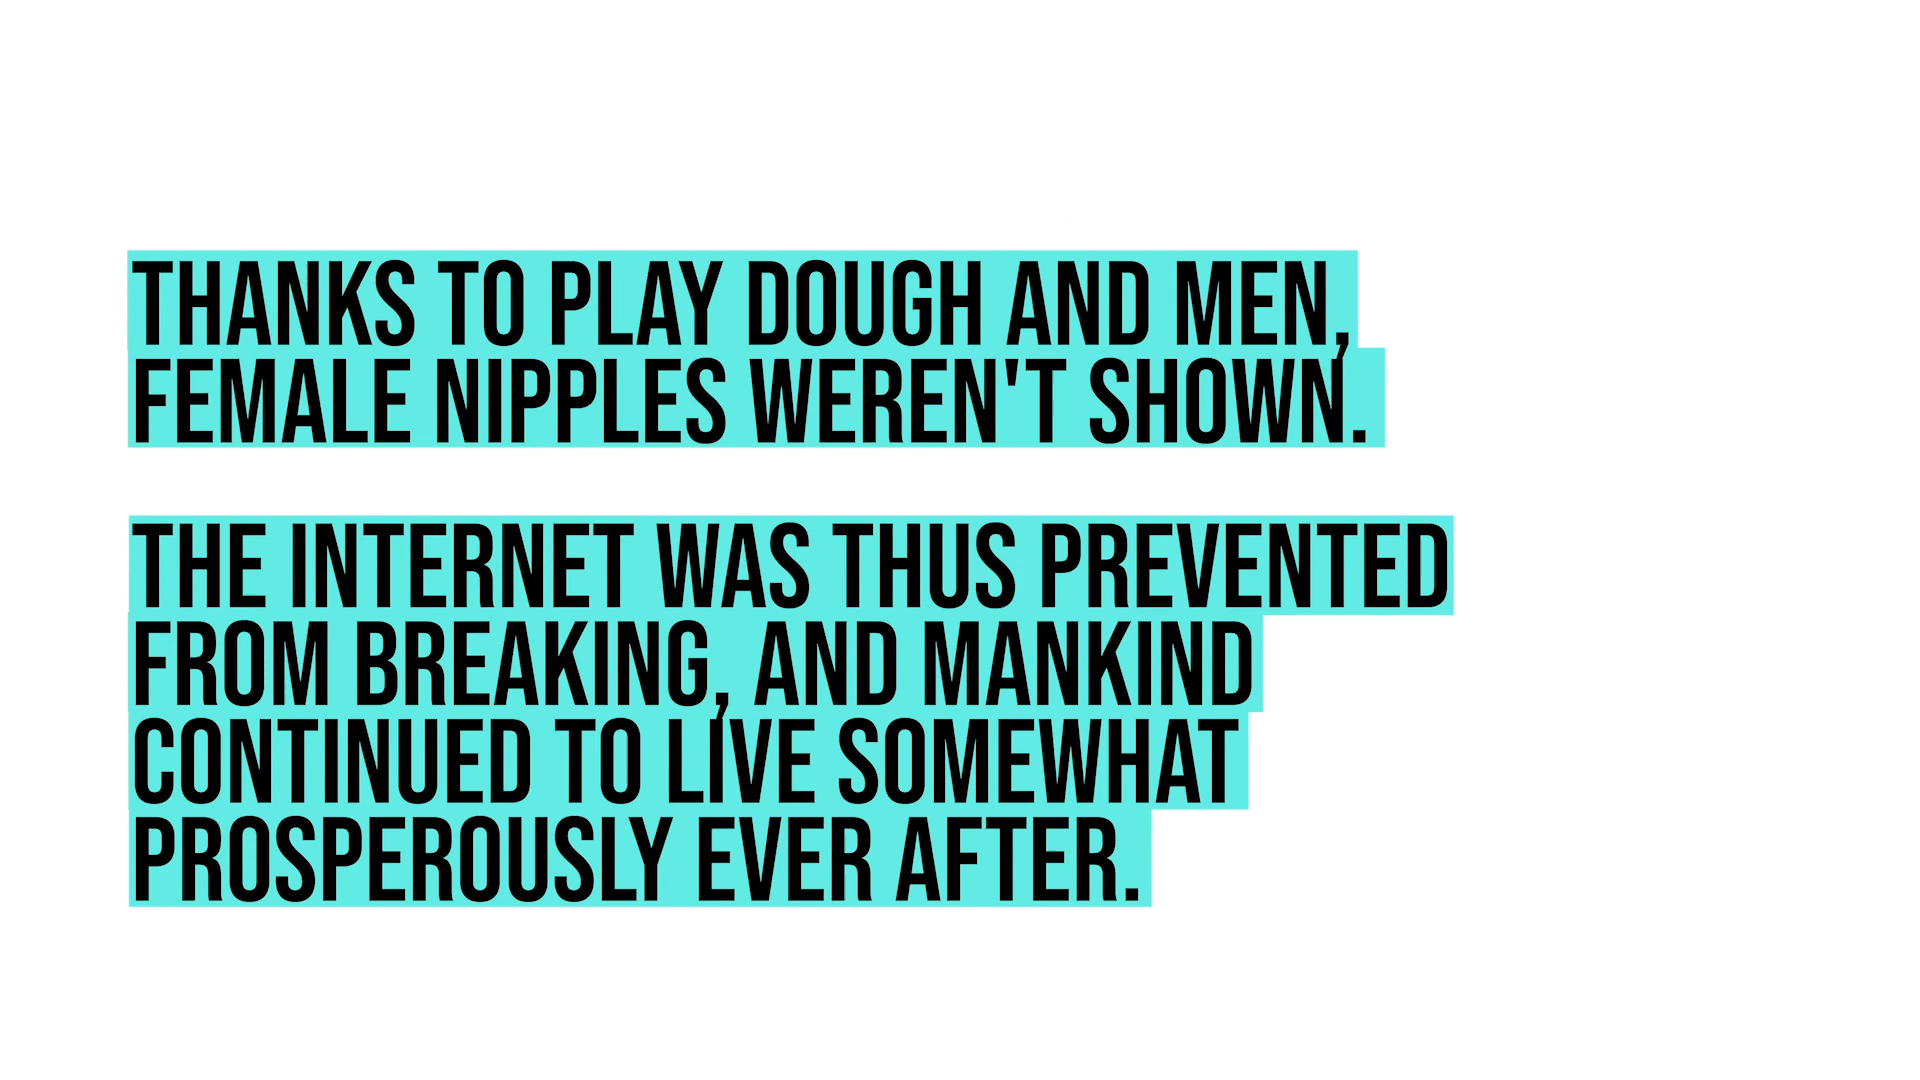 THANKS TO PLAY DOUGH AND MEN,
FEMALE NIPPLES WEREN'T SHOWN.
THE INTERNET WAS THUS PREVENTED
FROM BREAKING, AND MANKIND
CONTINUED TO LIVE SOMEWHAT
PROSPEROUSLY EVER AFTER.